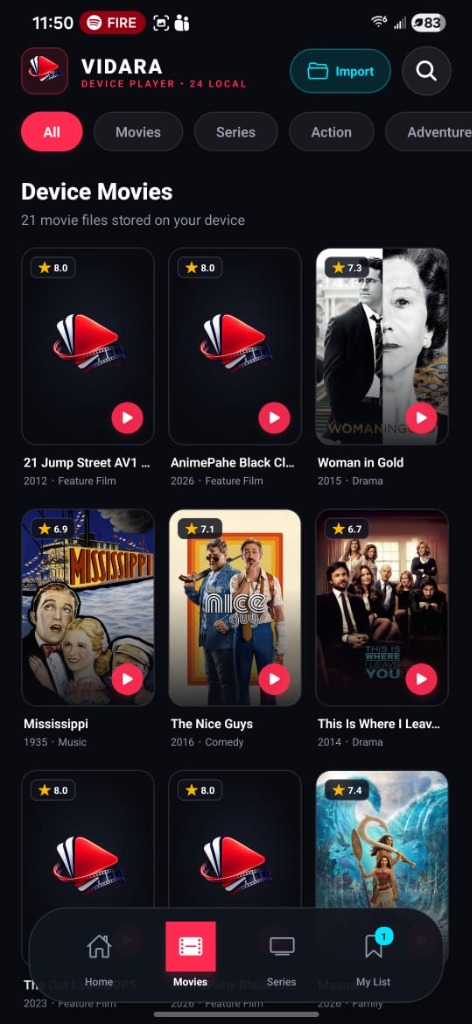 11:50 FIRE 6 83
VIDARA
DEVICE PLAYER • 24 LOCAL
Import
All Movies Series Action Adventure
Device Movies
21 movie files stored on your device
8.0 8.0 7.3
WOMAN IN G
21 Jump Street AV1 ... AnimePahe Black Cl... Woman in Gold
2012 · Feature Film 2026 · Feature Film 2015 · Drama
6.9 7.1 6.7
MISSISSIPPI
the nice guys
THIS IS
WHERE
I LEAVE
YOU
Mississippi The Nice Guys This Is Where I Leav...
1935 · Music 2016 · Comedy 2014 · Drama
8.0 8.0 7.4
1
Home Movies Series My List
2023 · Feature Film 2026 · Feature Film 2026 · Family